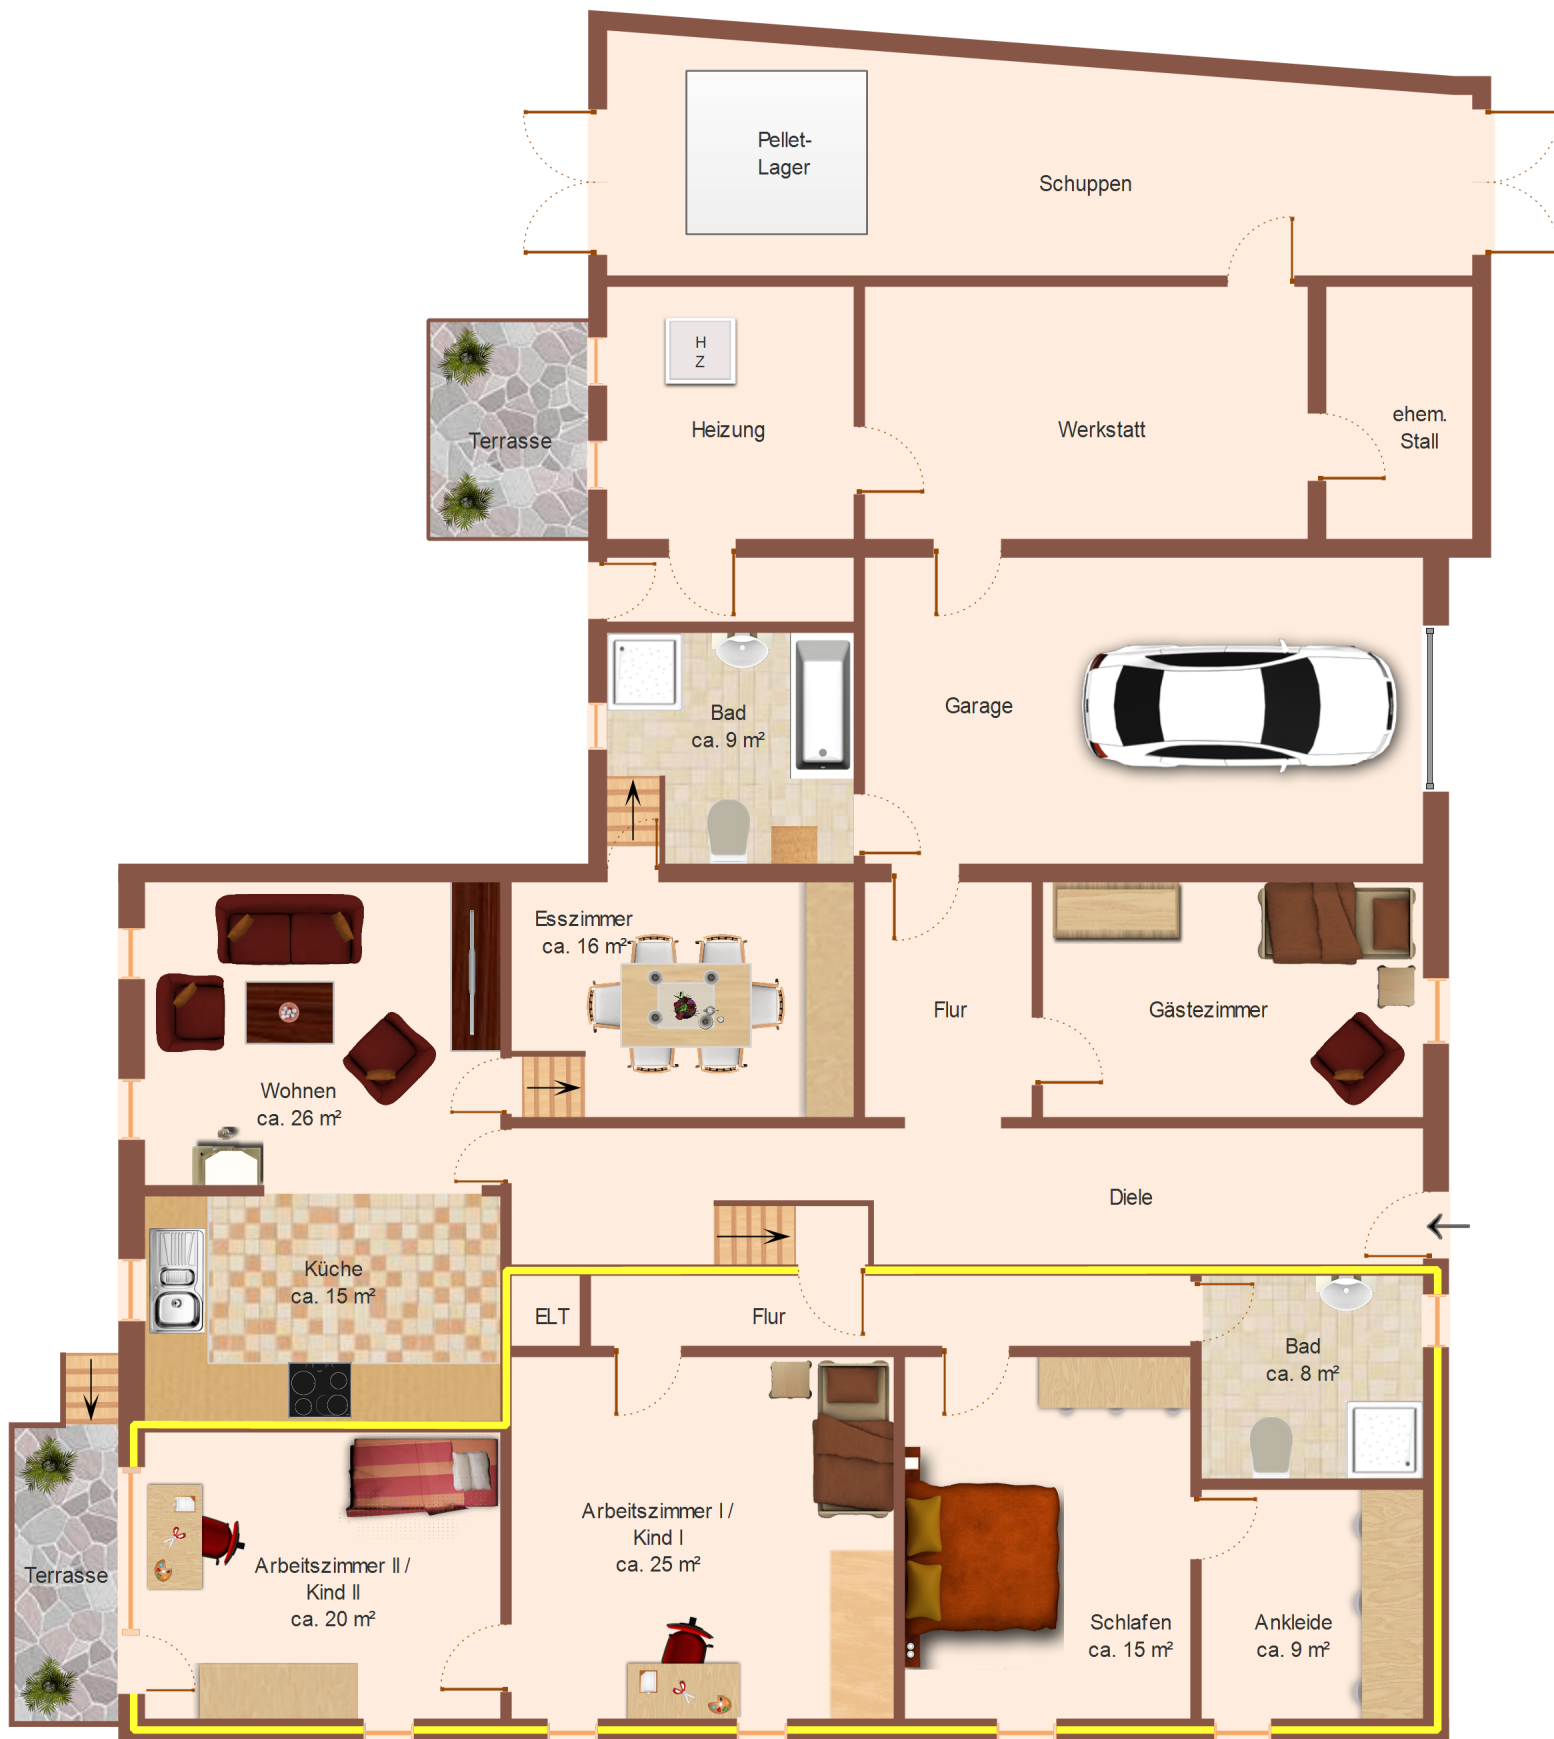 Pellet-
Lager
Schuppen
H
Z
Heizung
Werkstatt
ehem.
Stall
Terrasse
Bad
ca. 9 m²
Garage
Esszimmer
ca. 16 m²
Flur
Gästezimmer
Wohnen
ca. 26 m²
Diele
Küche
ca. 15 m²
ELT
Flur
Bad
ca. 8 m²
Terrasse
Arbeitszimmer II /
Kind II
ca. 20 m²
Arbeitszimmer I /
Kind I
ca. 25 m²
Schlafen
ca. 15 m²
Ankleide
ca. 9 m²